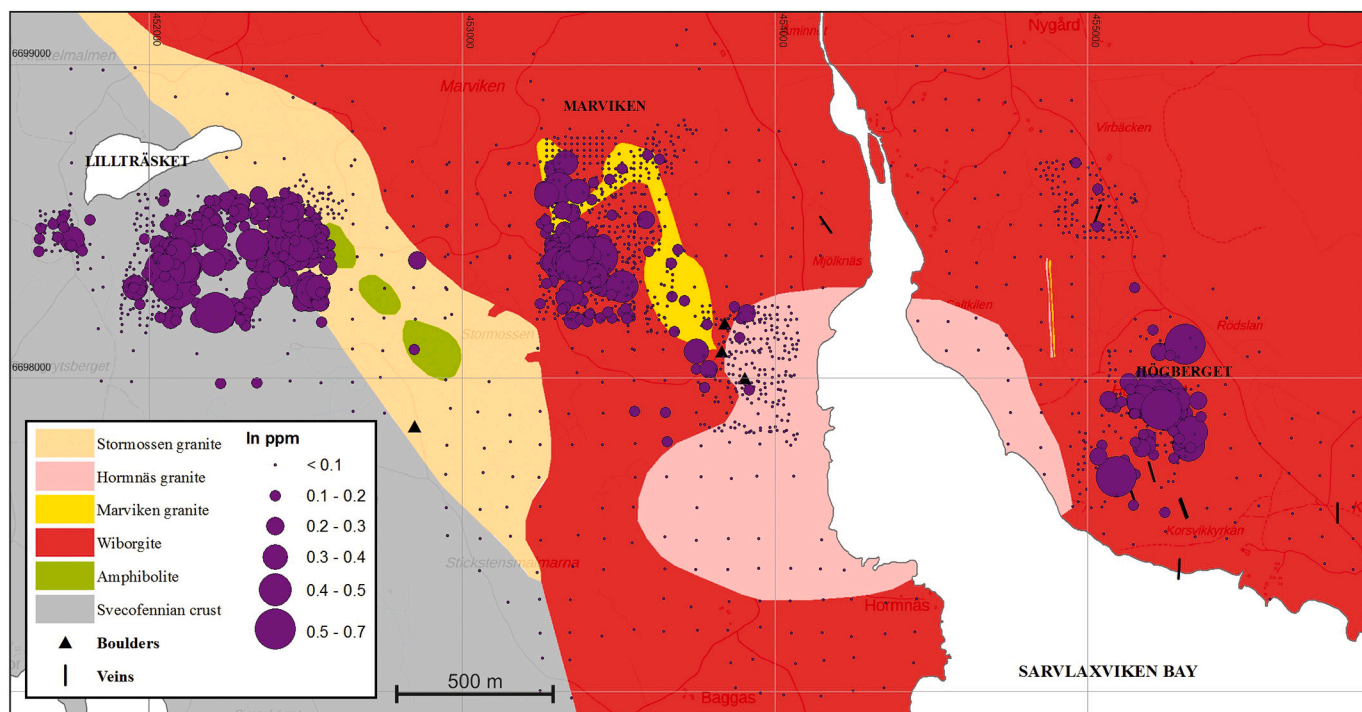 452000
453000
454000
455000
6699000
6698000
Nygård
Marviken
MARVIKEN
Virbäcken
LILLTRÄSKET
Mjölknäs
Saltkilen
Rödslan
Stormossen
HÖGBERGET
Korsvikkyrkan
Stickstensmalmarna
Hormnäs
Baggas
SARVLAXVIKEN BAY
500 m
Stormossen granite
Hormnäs granite
Marviken granite
Wiborgite
Amphibolite
Svecofennian crust
Boulders
Veins
In ppm
< 0.1
0.1 - 0.2
0.2 - 0.3
0.3 - 0.4
0.4 - 0.5
0.5 - 0.7